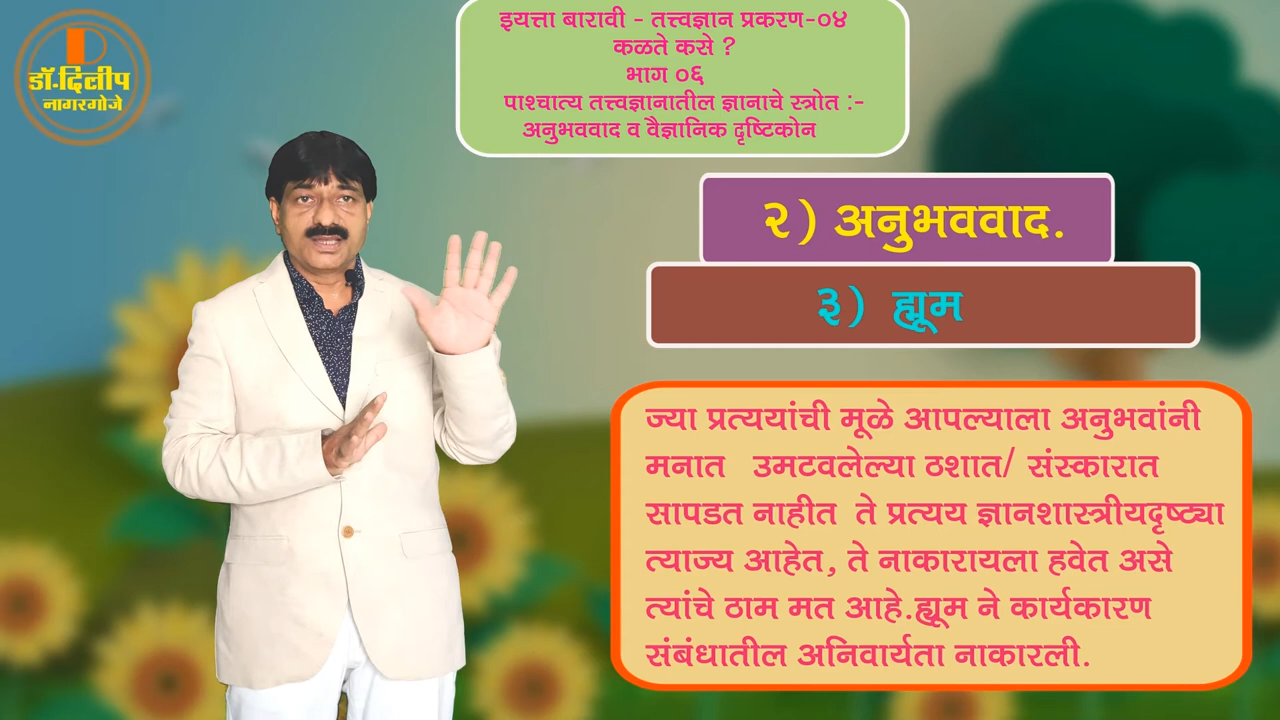 डॉ.दिलीप
नागरगोजे
इयत्ता बारावी - तत्त्वज्ञान प्रकरण-०४
कळते कसे ?
भाग ०६
पाश्चात्य तत्त्वज्ञानातील ज्ञानाचे स्त्रोत :-
अनुभववाद व वैज्ञानिक दृष्टिकोन
२) अनुभववाद.
३) ह्यूम
ज्या प्रत्ययांची मूळे आपल्याला अनुभवांनी
मनात उमटवलेल्या ठशात/ संस्कारात
सापडत नाहीत ते प्रत्यय ज्ञानशास्त्रीयदृष्ट्या
त्याज्य आहेत, ते नाकारायला हवेत असे
त्यांचे ठाम मत आहे.ह्यूम ने कार्यकारण
संबंधातील अनिवार्यता नाकारली.